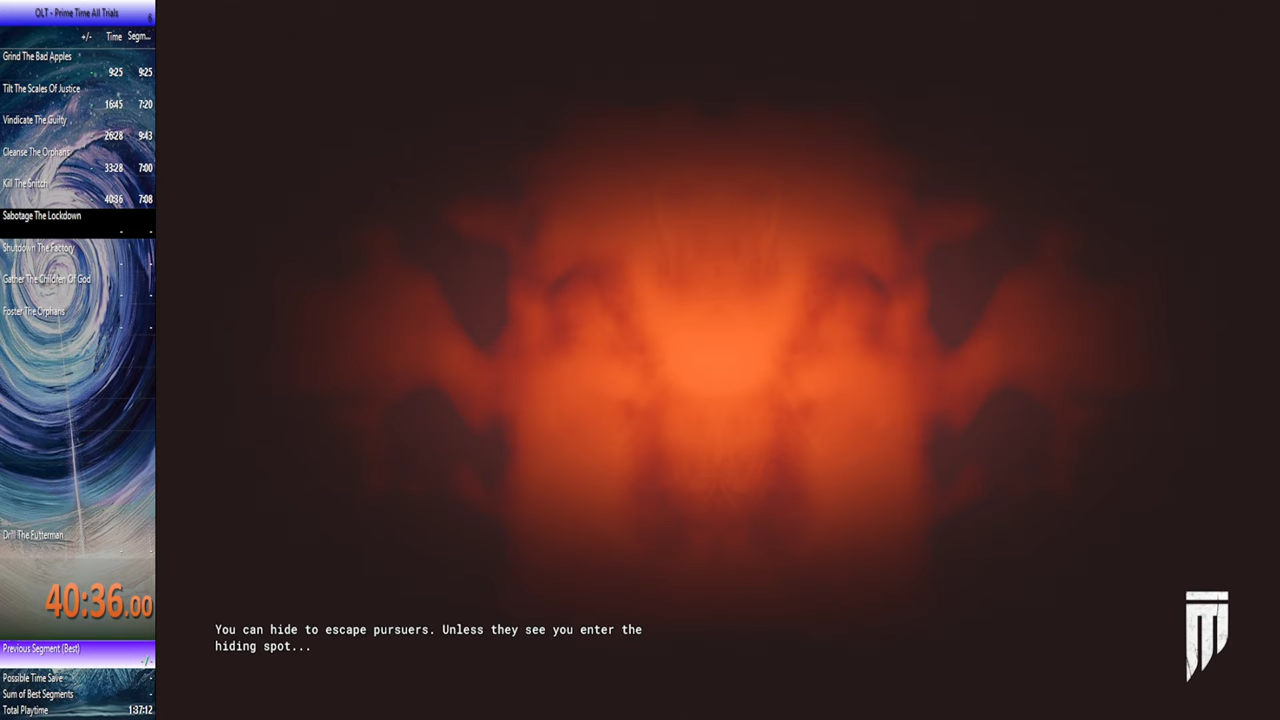 OLT - Prime Time All Trials
6
+/- Time Segm...
Grind The Bad Apples
9:25 9:25
Tilt The Scales Of Justice
16:45 7:20
Vindicate The Guilty
26:28 9:43
Cleanse The Orphans
33:28 7:00
Kill The Snitch
40:36 7:08
Sabotage The Lockdown
- -
Shutdown The Factory
- -
Gather The Children Of God
- -
Foster The Orphans
- -
Drill The Futterman
- -
40:36.00
Previous Segment (Best)
-/-
Possible Time Save -
Sum of Best Segments -
Total Playtime 1:37:12
You can hide to escape pursuers. Unless they see you enter the
hiding spot...